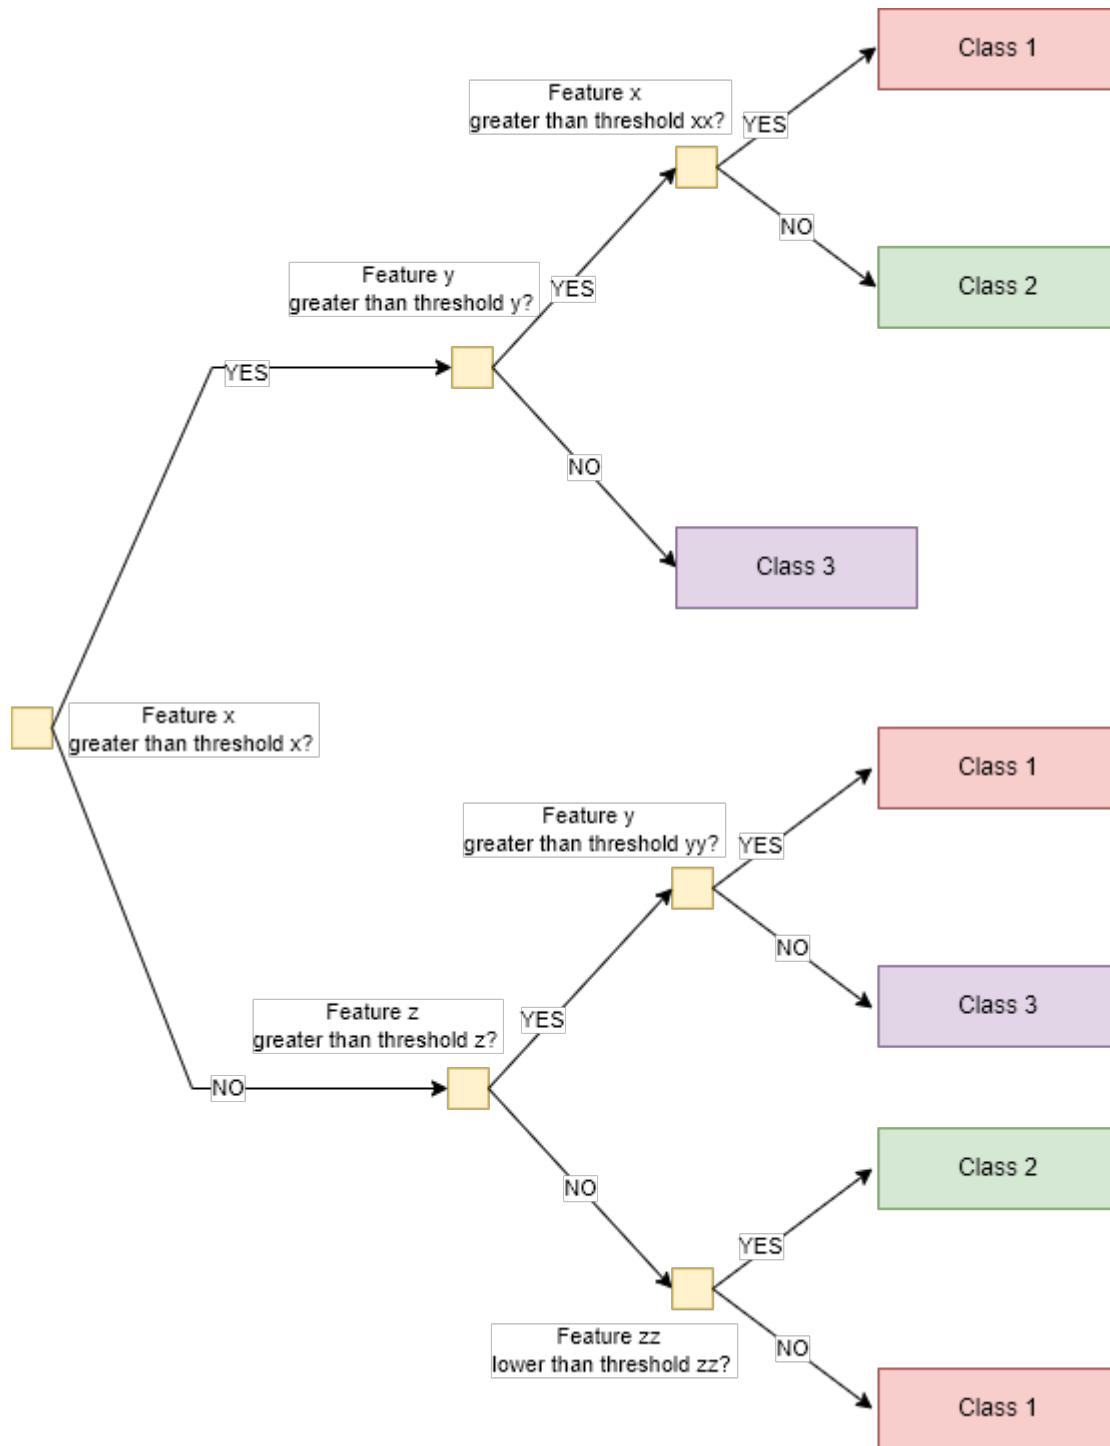 Class 1
Feature x
greater than threshold xx?
YES
NO
Class 2
Feature y
greater than threshold y?
YES
YES
NO
Class 3
Feature x
greater than threshold x?
Class 1
Feature y
greater than threshold yy?
YES
NO
Class 3
Feature z
greater than threshold z?
YES
NO
NO
Class 2
YES
Feature zz
lower than threshold zz?
NO
Class 1